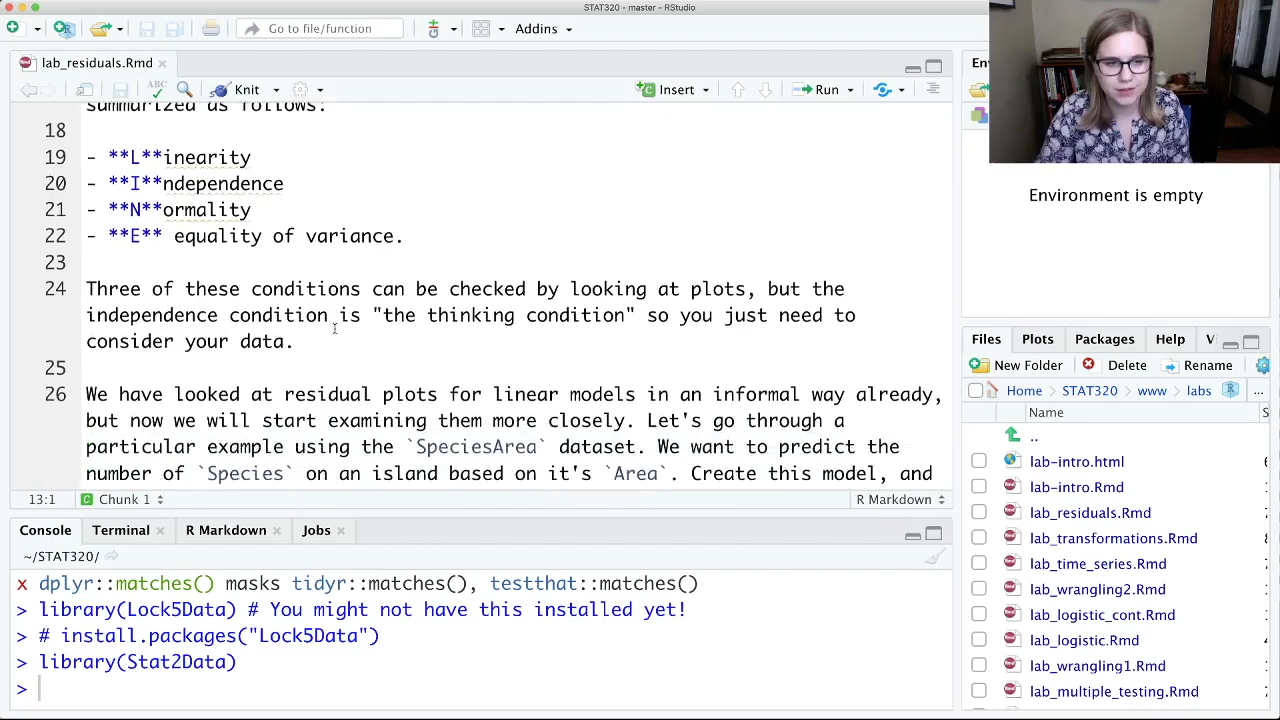 STAT320 - master - RStudio
Go to file/function
Addins
lab_residuals.Rmd
ABC
Knit
Insert
Run
summarized as follows:
18
19 - **L**inearity
20 - **I**ndependence
21 - **N**ormality
22 - **E** equality of variance.
23
24 Three of these conditions can be checked by looking at plots, but the
independence condition is "the thinking condition" so you just need to
consider your data.
25
26 We have looked at residual plots for linear models in an informal way already,
but now we will start examining them more closely. Let's go through a
particular example using the `SpeciesArea` dataset. We want to predict the
number of `Species` on an island based on it's `Area`. Create this model, and
13:1 Chunk 1 R Markdown
Console Terminal R Markdown Jobs
~/STAT320/
x dplyr::matches() masks tidyr::matches(), testthat::matches()
> library(Lock5Data) # You might not have this installed yet!
> # install.packages("Lock5Data")
> library(Stat2Data)
>
Environment is empty
Files Plots Packages Help
New Folder Delete Rename
Home STAT320 www labs R ...
Name
..
lab-intro.html
lab-intro.Rmd
lab_residuals.Rmd
lab_transformations.Rmd
lab_time_series.Rmd
lab_wrangling2.Rmd
lab_logistic_cont.Rmd
lab_logistic.Rmd
lab_wrangling1.Rmd
lab_multiple_testing.Rmd